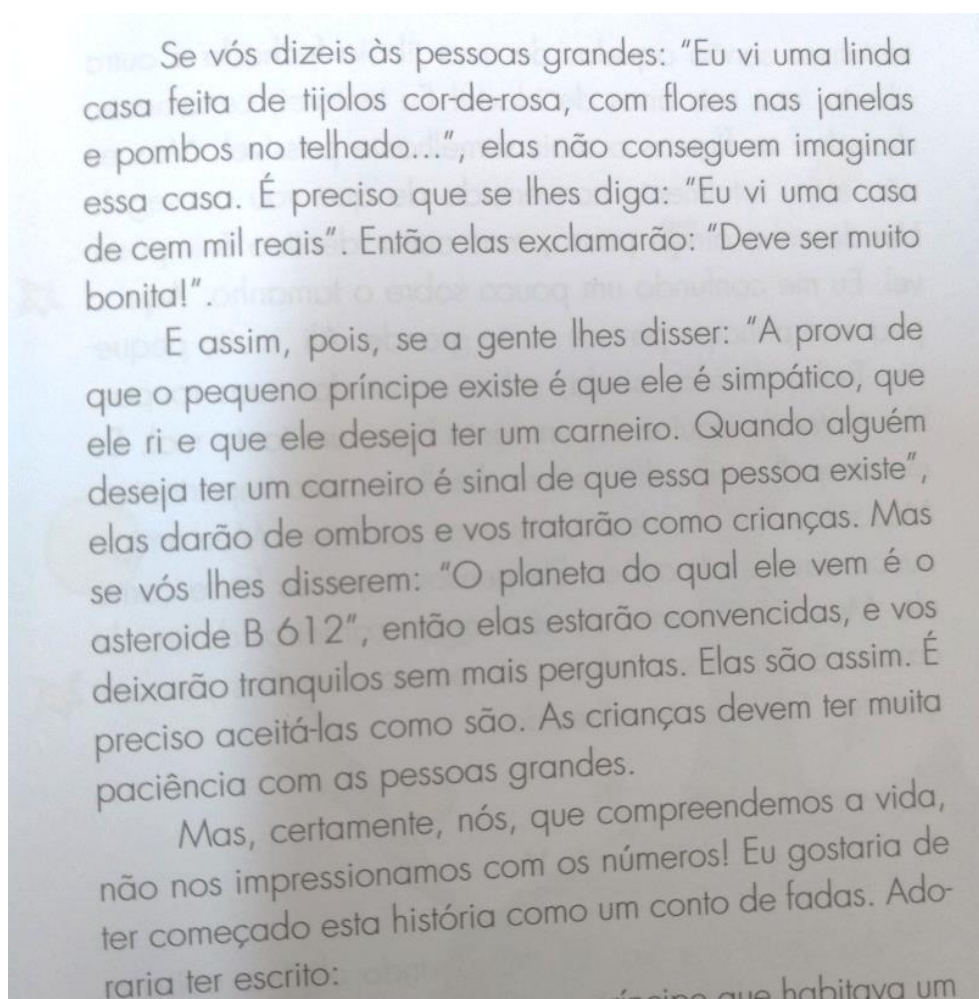 Se vós dizeis às pessoas grandes: “Eu vi uma linda
casa feita de tijolos cor-de-rosa, com flores nas janelas
e pombos no telhado...”, elas não conseguem imaginar
essa casa. É preciso que se lhes diga: “Eu vi uma casa
de cem mil reais”. Então elas exclamarão: “Deve ser muito
bonita!”.
E assim, pois, se a gente lhes disser: “A prova de
que o pequeno príncipe existe é que ele é simpático, que
ele ri e que ele deseja ter um carneiro. Quando alguém
deseja ter um carneiro é sinal de que essa pessoa existe”,
elas darão de ombros e vos tratarão como crianças. Mas
se vós lhes disserem: “O planeta do qual ele vem é o
asteroide B 612”, então elas estarão convencidas, e vos
deixarão tranquilos sem mais perguntas. Elas são assim. É
preciso aceitá-las como são. As crianças devem ter muita
paciência com as pessoas grandes.
Mas, certamente, nós, que compreendemos a vida,
não nos impressionamos com os números! Eu gostaria de
ter começado esta história como um conto de fadas. Ado-
raria ter escrito:
que habitava um